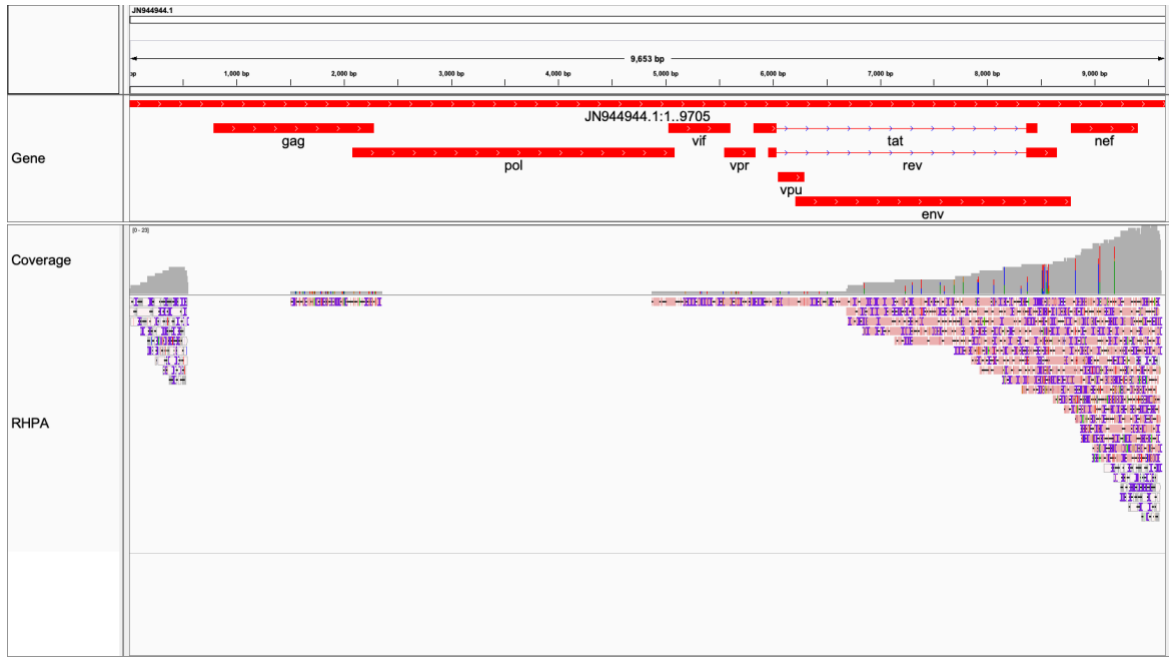 JN944944.1
9,653 bp
bp 1,000 bp 2,000 bp 3,000 bp 4,000 bp 5,000 bp 6,000 bp 7,000 bp 8,000 bp 9,000 bp
JN944944.1:1..9705
Gene
gag vif tat nef
pol vpr rev
vpu
env
[0 - 23]
Coverage
RHPA